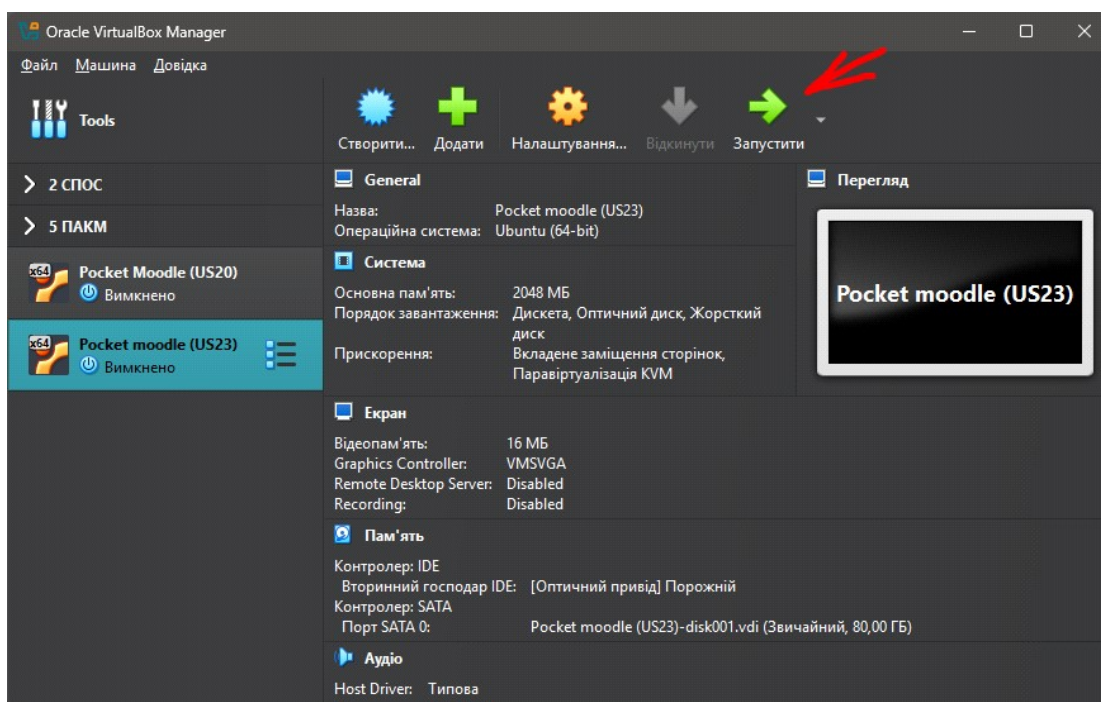 Oracle VirtualBox Manager
Файл Машина Довідка
Tools
Створити... Додати Налаштування... Відкинути Запустити
2 СПОС
5 ПАКМ
x64 Pocket Moodle (US20)
Вимкнено
x64 Pocket moodle (US23)
Вимкнено
General
Назва: Pocket moodle (US23)
Операційна система: Ubuntu (64-bit)
Система
Основна пам'ять: 2048 МБ
Порядок завантаження: Дискета, Оптичний диск, Жорсткий
диск
Прискорення: Вкладене заміщення сторінок,
Паравіртуалізація KVM
Перегляд
Pocket moodle (US23)
Екран
Відеопам'ять: 16 МБ
Graphics Controller: VMSVGA
Remote Desktop Server: Disabled
Recording: Disabled
Пам'ять
Контролер: IDE
Вторинний господар IDE: [Оптичний привід] Порожній
Контролер: SATA
Порт SATA 0: Pocket moodle (US23)-disk001.vdi (Звичайний, 80,00 ГБ)
Аудіо
Host Driver: Типова